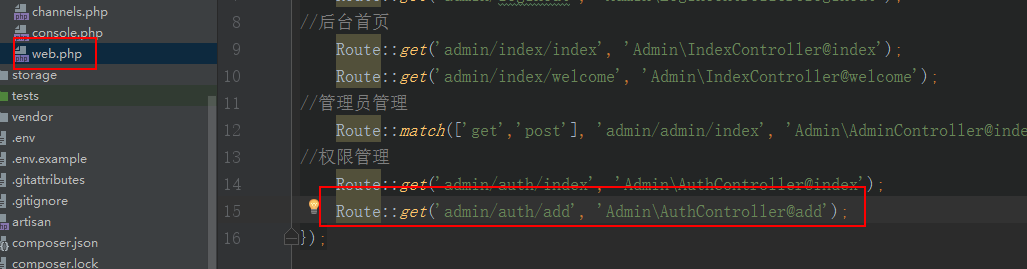 channels.php
console.php
web.php
storage
tests
vendor
.env
.env.example
.gitattributes
.gitignore
artisan
composer.json
composer.lock
8 //后台首页
9 Route::get('admin/index/index', 'Admin\IndexController@index');
10 Route::get('admin/index/welcome', 'Admin\IndexController@welcome');
11 //管理员管理
12 Route::match(['get','post'], 'admin/admin/index', 'Admin\AdminController@inde
13 //权限管理
14 Route::get('admin/auth/index', 'Admin\AuthController@index');
15 Route::get('admin/auth/add', 'Admin\AuthController@add');
16 });